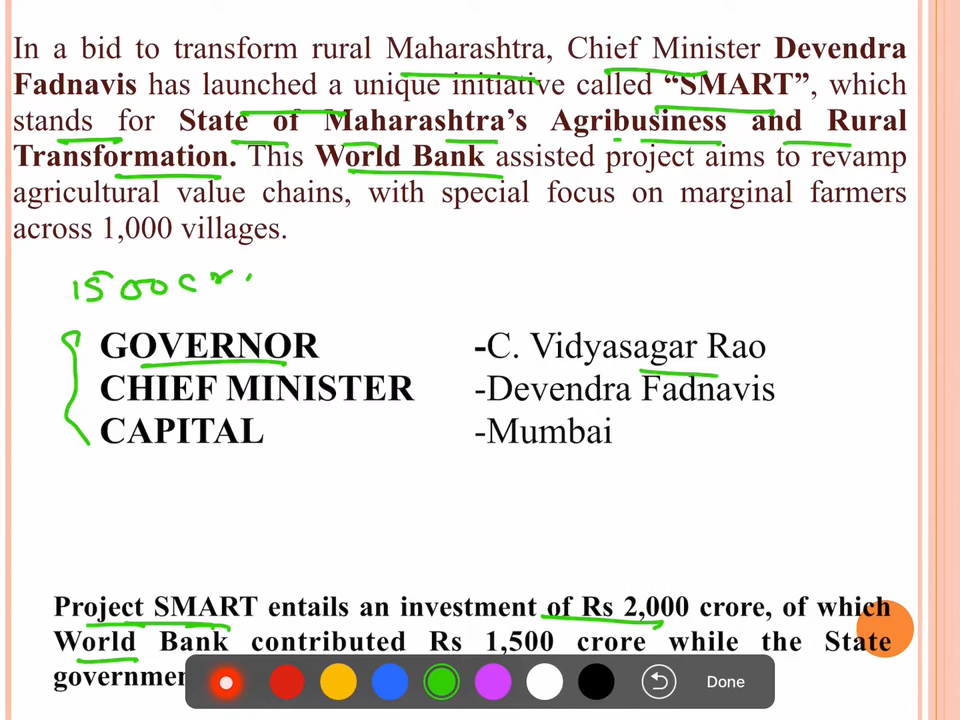 In a bid to transform rural Maharashtra, Chief Minister Devendra
Fadnavis has launched a unique initiative called “SMART”, which
stands for State of Maharashtra’s Agribusiness and Rural
Transformation. This World Bank assisted project aims to revamp
agricultural value chains, with special focus on marginal farmers
across 1,000 villages.
1500 cr.
GOVERNOR -C. Vidyasagar Rao
CHIEF MINISTER -Devendra Fadnavis
CAPITAL -Mumbai
Project SMART entails an investment of Rs 2,000 crore, of which
World Bank contributed Rs 1,500 crore while the State
Done